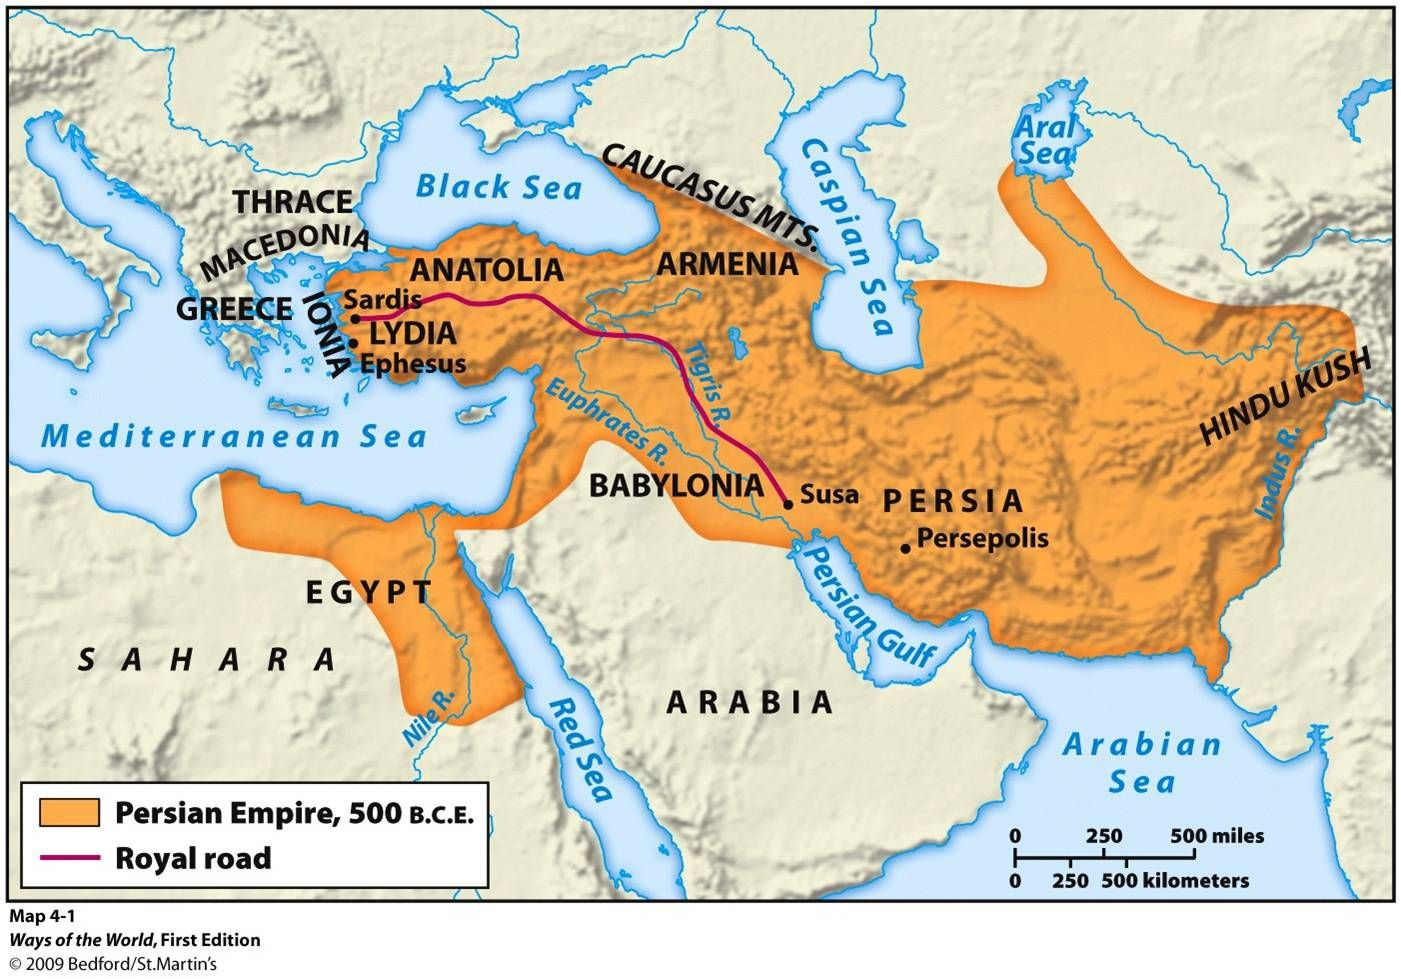 Aral
Sea
CAUCASUS MTS.
Caspian Sea
Black Sea
THRACE
MACEDONIA
ANATOLIA
ARMENIA
GREECE
IONIA
Sardis
LYDIA
Ephesus
Tigris R.
Euphrates R.
HINDU KUSH
Mediterranean Sea
BABYLONIA
Susa
PERSIA
Indus R.
Persepolis
EGYPT
Persian Gulf
SAHARA
ARABIA
Nile R.
Red Sea
Arabian
Sea
Persian Empire, 500 B.C.E.
Royal road
0 250 500 miles
0 250 500 kilometers
Map 4-1
Ways of the World, First Edition
© 2009 Bedford/St.Martin's